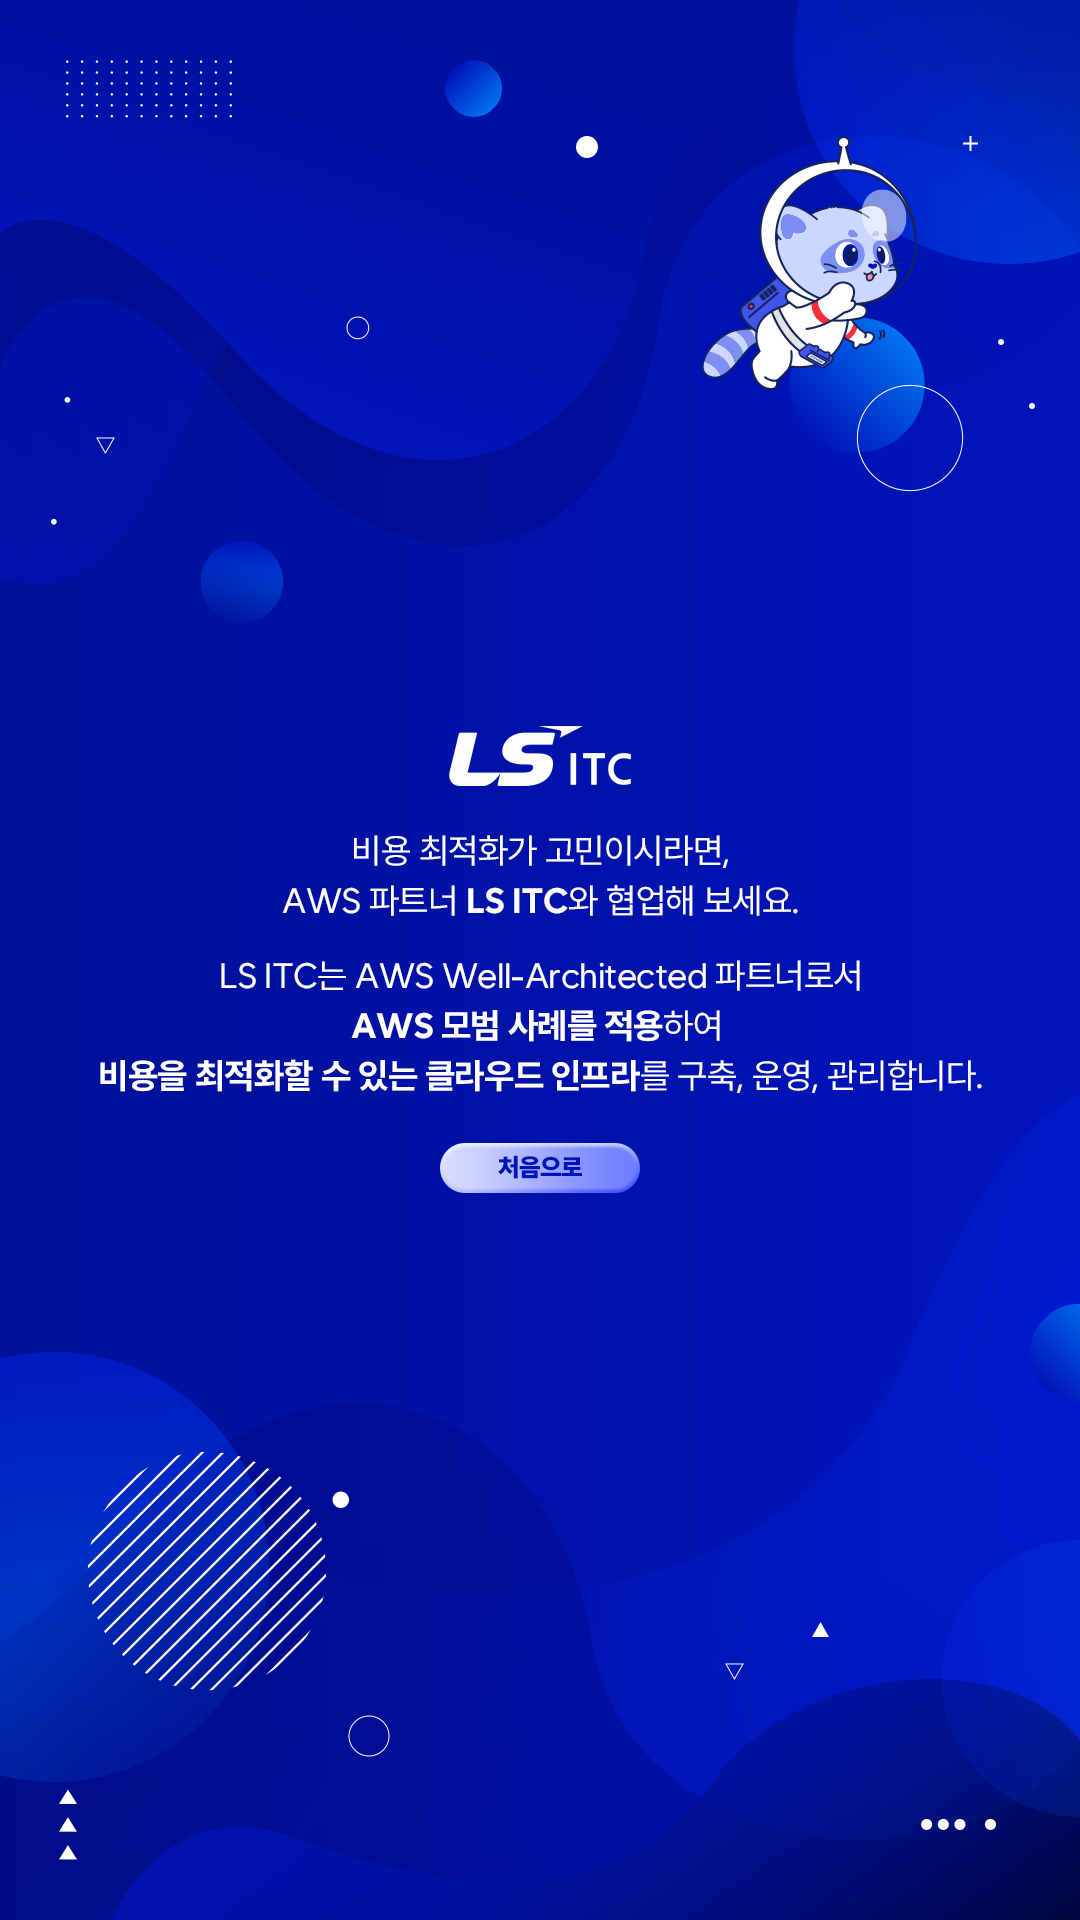 LS ITC
비용 최적화가 고민이시라면,
AWS 파트너 LS ITC와 협업해 보세요.
LS ITC는 AWS Well-Architected 파트너로서
AWS 모범 사례를 적용하여
비용을 최적화할 수 있는 클라우드 인프라를 구축, 운영, 관리합니다.
처음으로